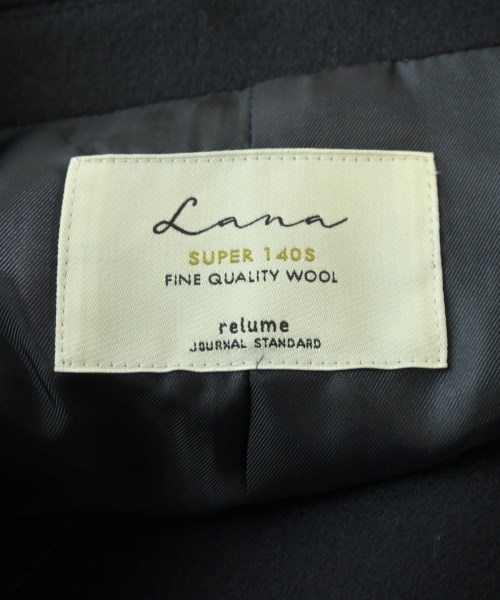 Lana
SUPER 140S
FINE QUALITY WOOL
relume
JOURNAL STANDARD